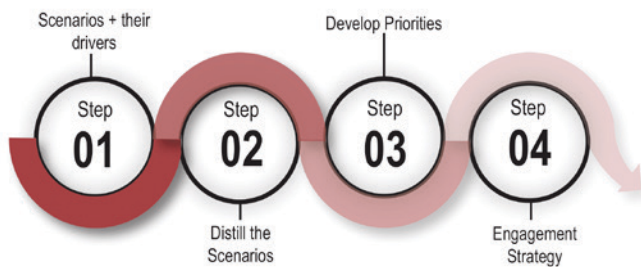 Scenarios + their
drivers
Step
01
Step
02
Distill the
Scenarios
Develop Priorities
Step
03
Step
04
Engagement
Strategy